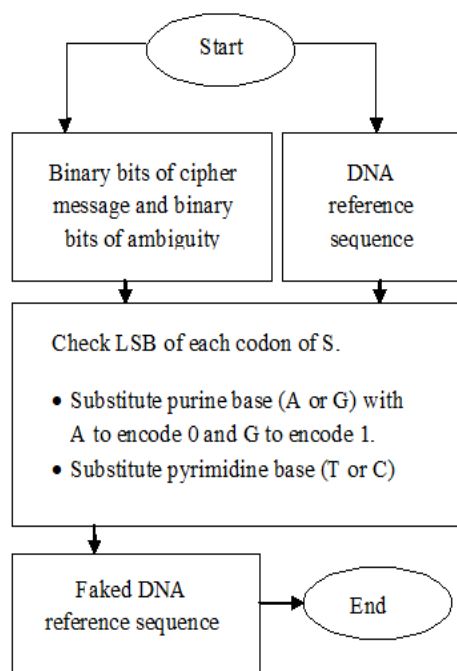 Start
Binary bits of cipher
message and binary
bits of ambiguity
DNA
reference
sequence
Check LSB of each codon of S.
• Substitute purine base (A or G) with
A to encode 0 and G to encode 1.
• Substitute pyrimidine base (T or C)
Faked DNA
reference sequence
End